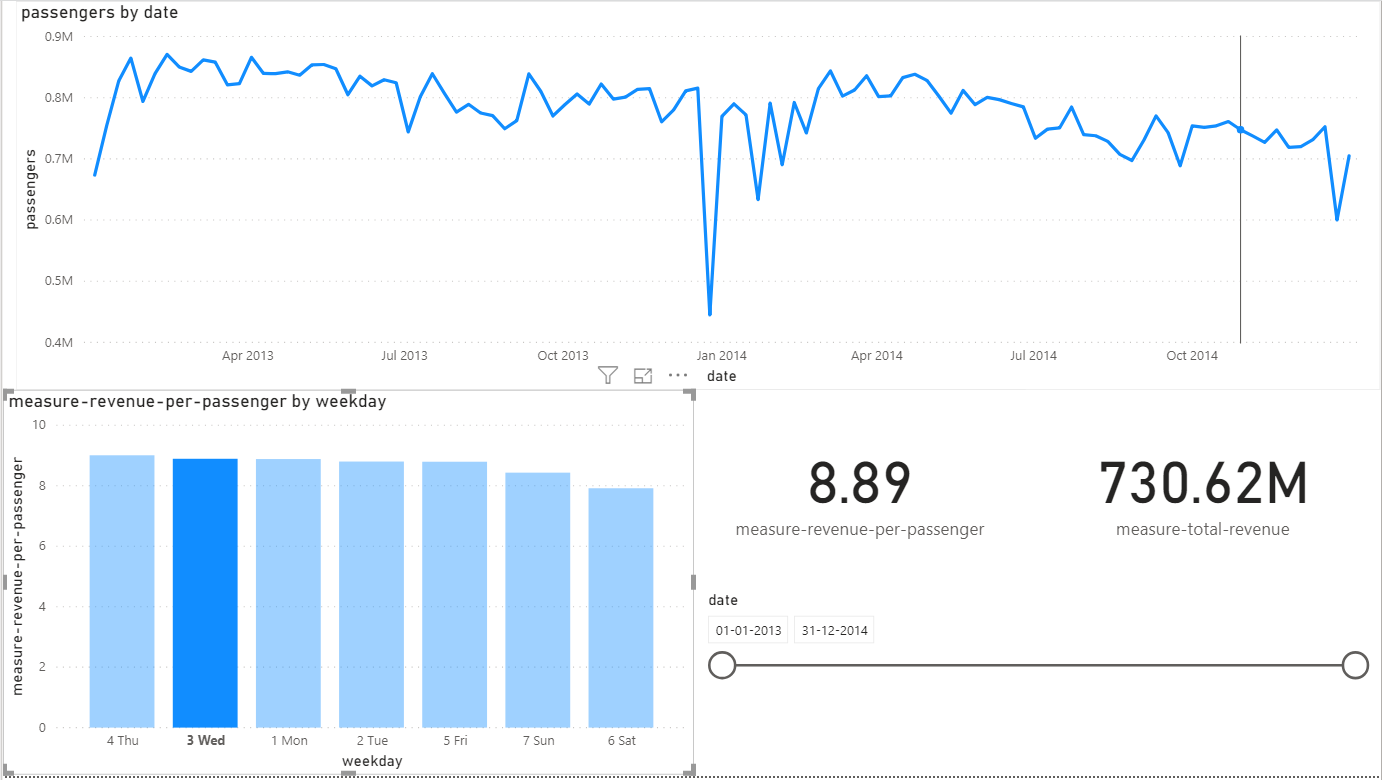 passengers by date
0.9M
0.8M
0.7M
0.6M
0.5M
0.4M
passengers
Apr 2013 Jul 2013 Oct 2013 Jan 2014 Apr 2014 Jul 2014 Oct 2014
date
measure-revenue-per-passenger by weekday
10
8
6
4
2
0
measure-revenue-per-passenger
4 Thu 3 Wed 1 Mon 2 Tue 5 Fri 7 Sun 6 Sat
weekday
8.89
measure-revenue-per-passenger
730.62M
measure-total-revenue
date
01-01-2013 31-12-2014